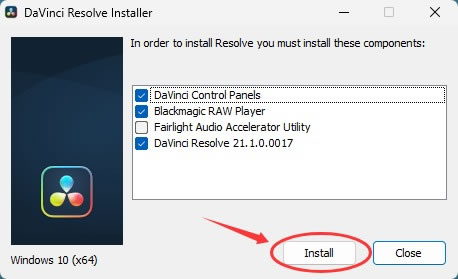 DaVinci Resolve Installer
In order to install Resolve you must install these components:
DaVinci Control Panels
Blackmagic RAW Player
Fairlight Audio Accelerator Utility
DaVinci Resolve 21.1.0.0017
Windows 10 (x64)
Install
Close